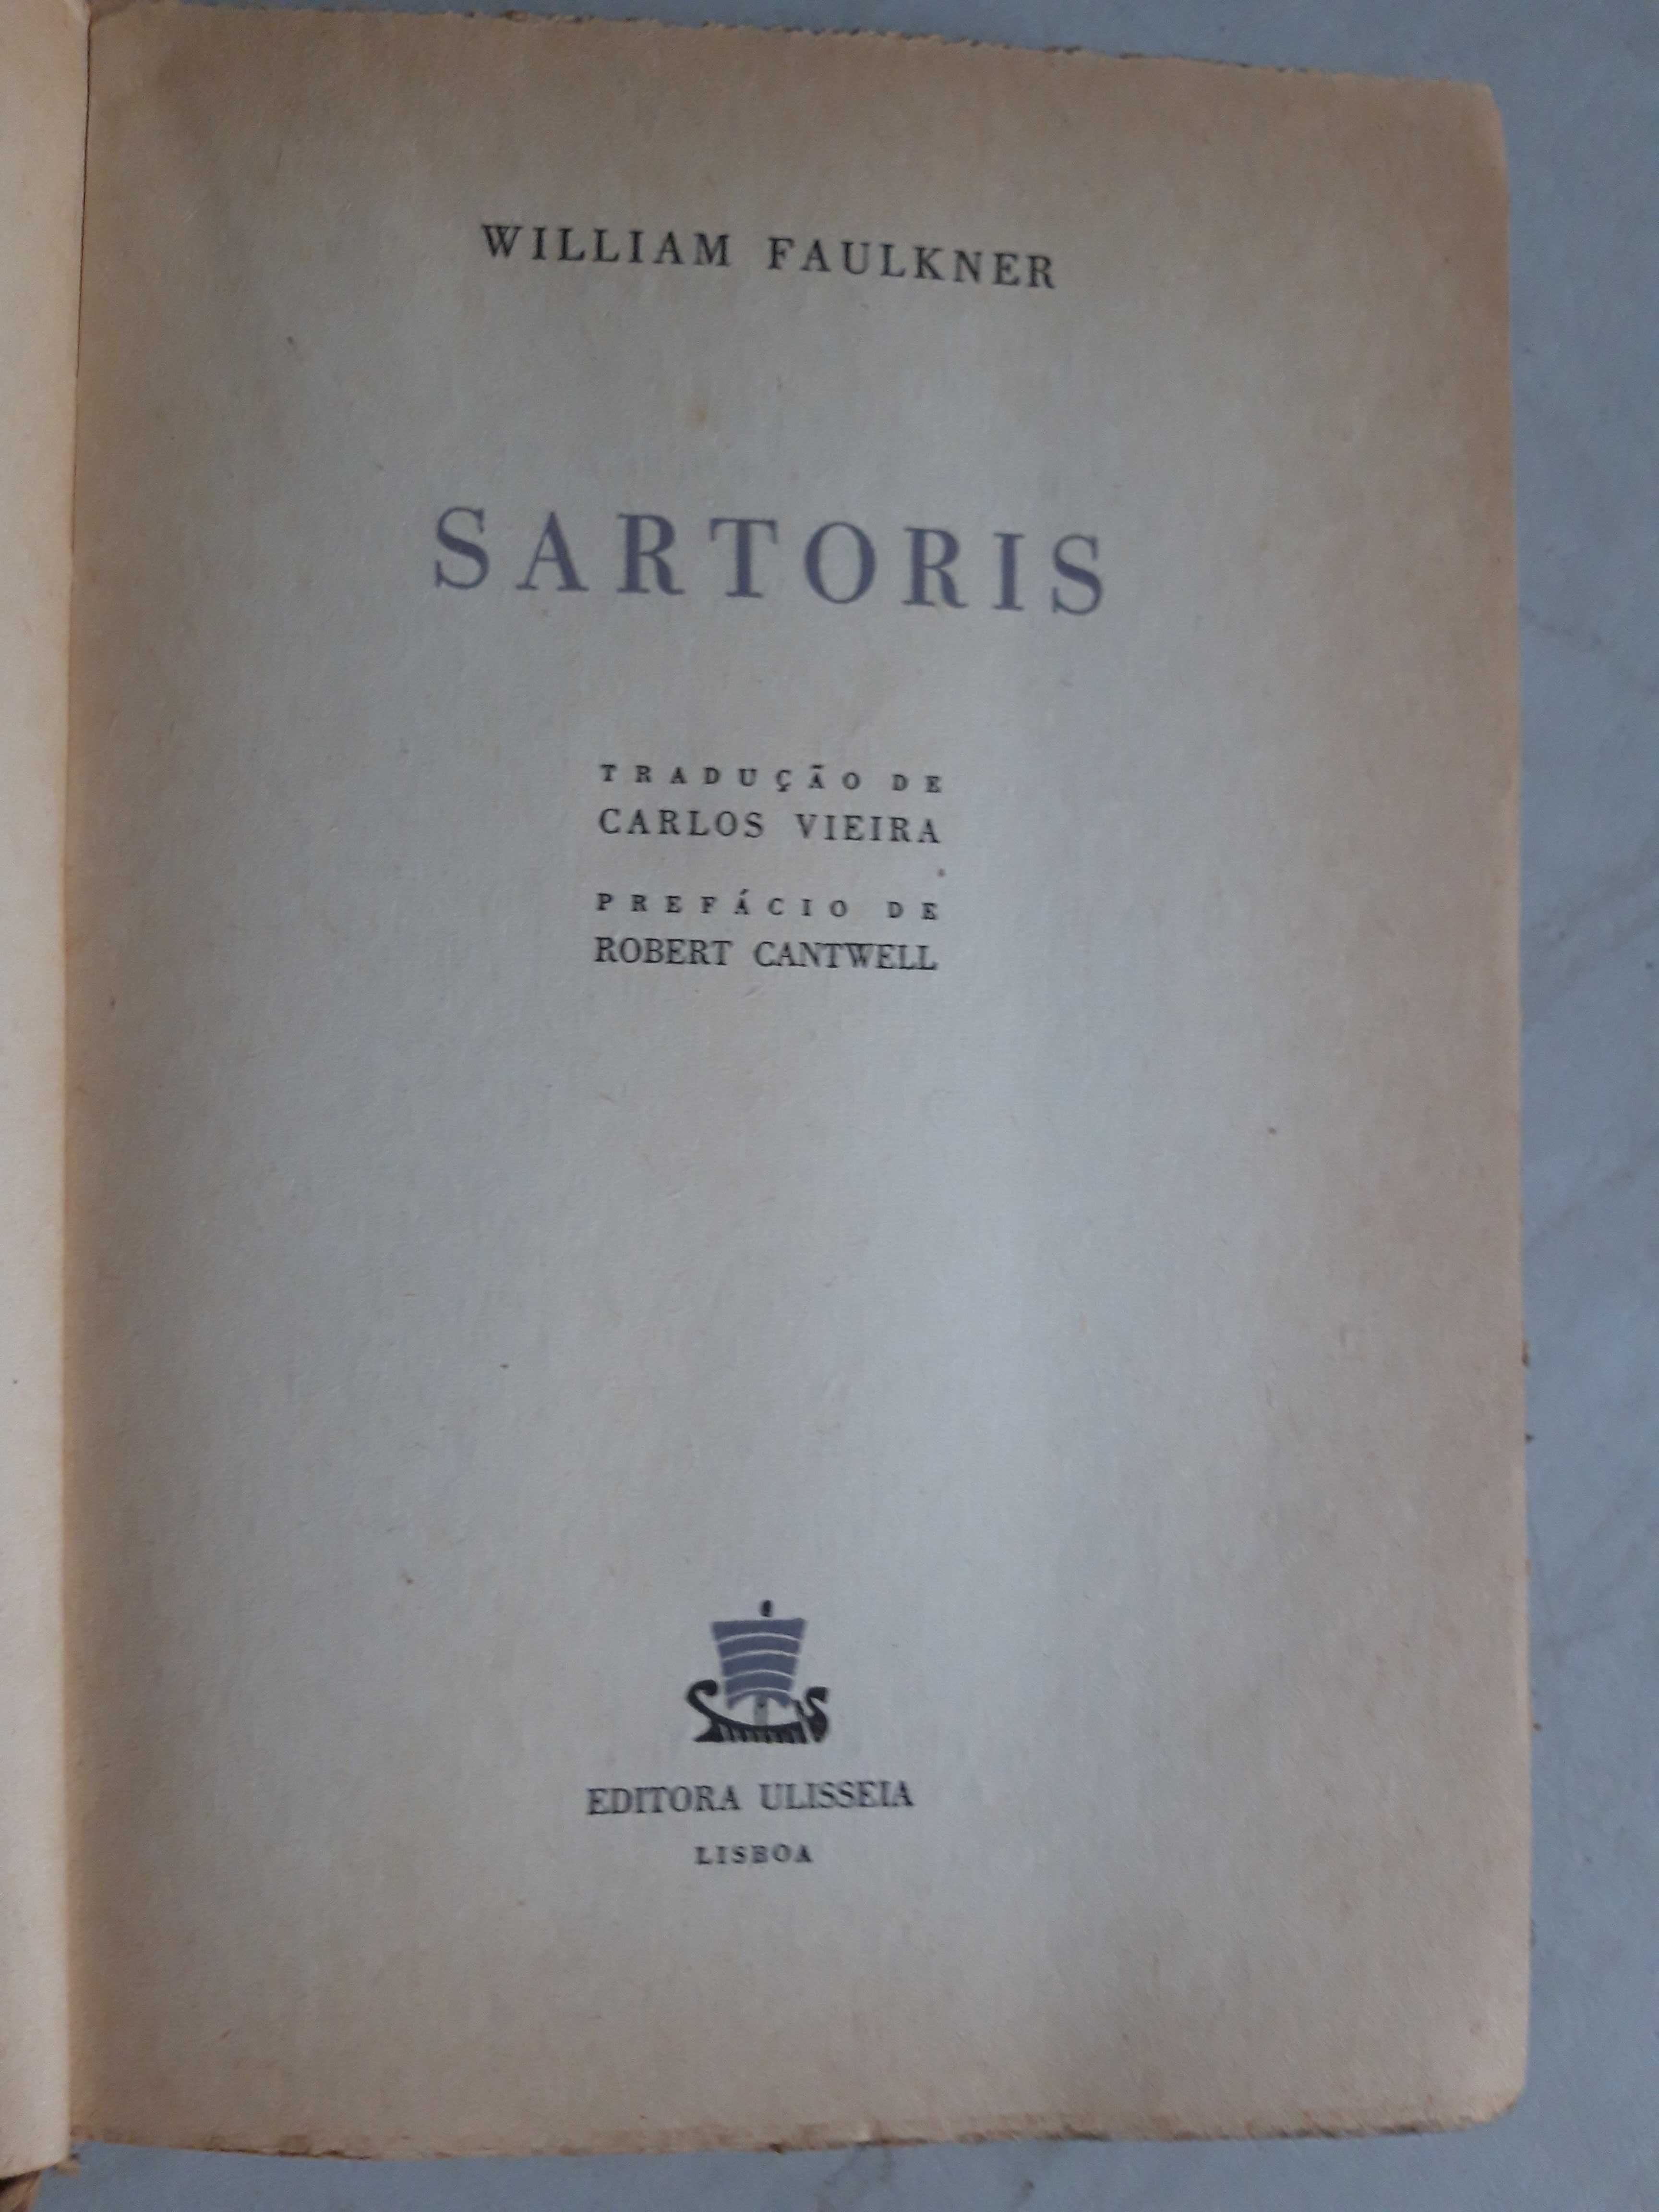 WILLIAM FAULKNER
SARTORIS
TRADUÇÃO DE
CARLOS VIEIRA
PREFÁCIO DE
ROBERT CANTWELL
EDITORA ULISSEIA
LISBOA